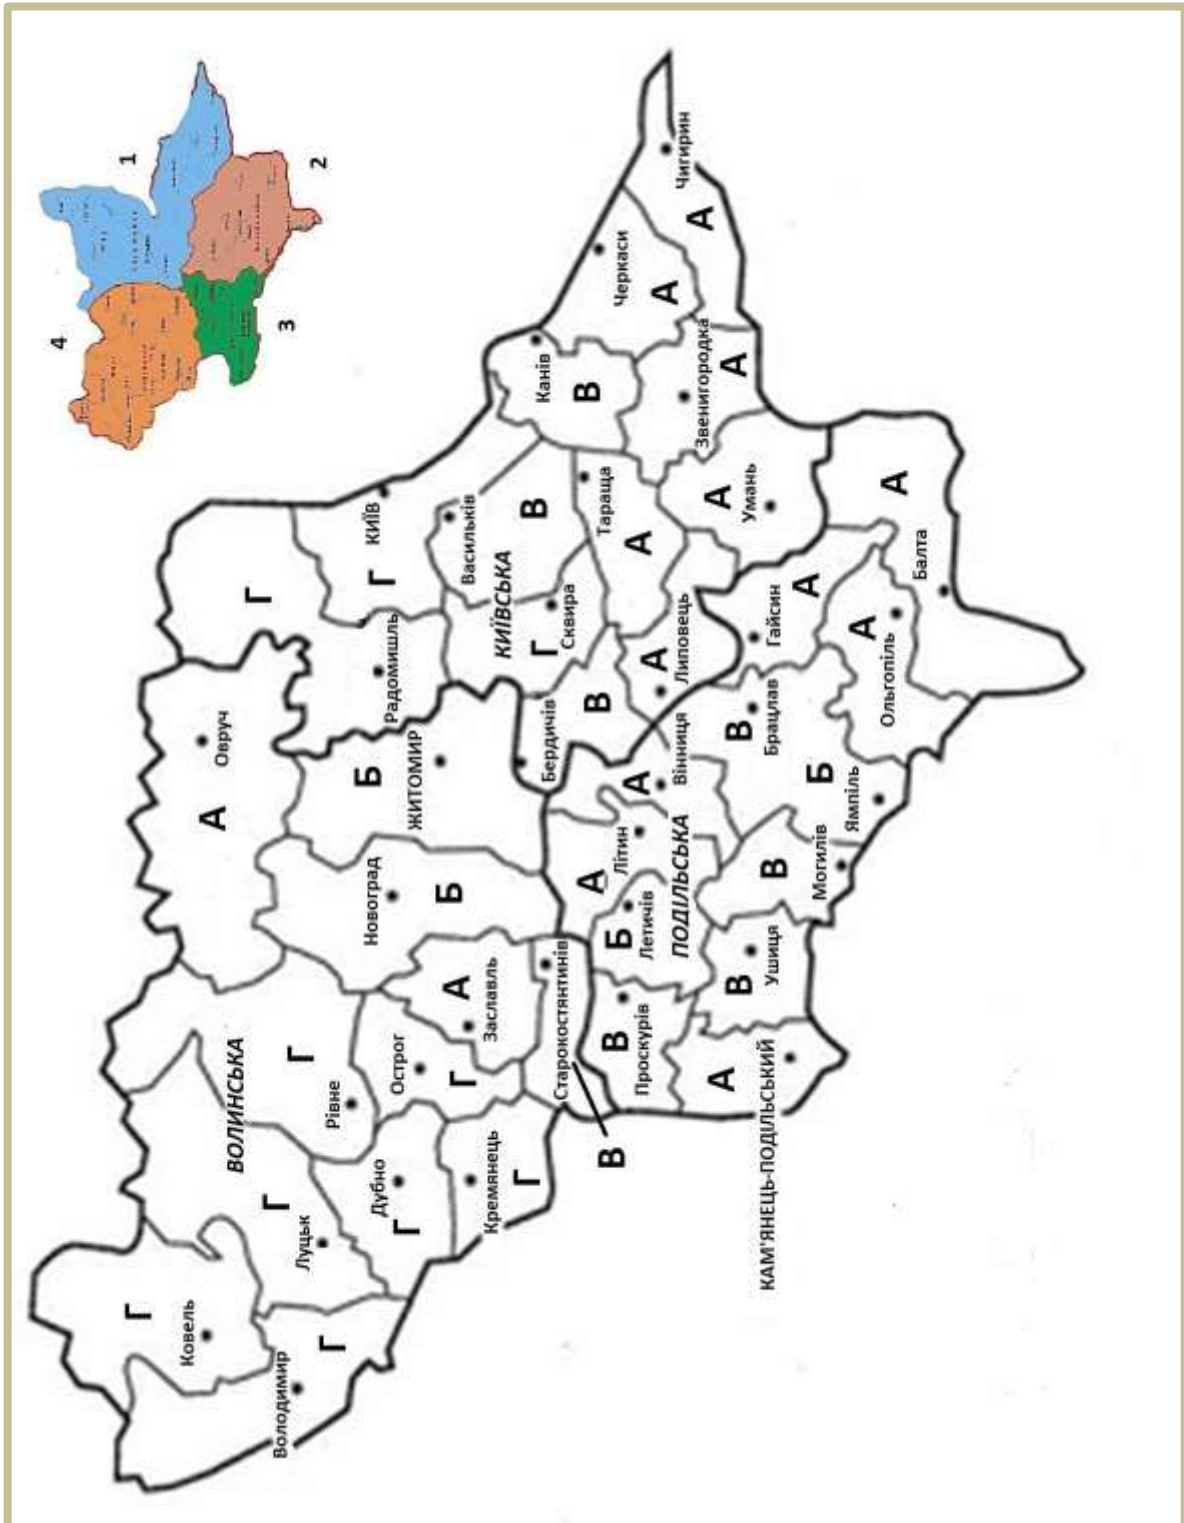 4
1
3
2
Ковель
Г
Володимир
Г
ВОЛИНСЬКА
Луцьк
Г
Рівне
Г
Дубно
Г
Кремянець
Г
Острог
Г
Заславль
А
Старокостянтинів
В
Новоград
Б
Овруч
А
ЖИТОМИР
Б
Г
Радомишль
КИЇВ
Г
КИЇВСЬКА
Васильків
В
Сквира
Г
Бердичів
В
Липовець
А
Тараща
А
Канів
В
Черкаси
А
Чигирин
А
Звенигородка
А
Умань
А
ПОДІЛЬСЬКА
Проскурів
В
Летичів
Б
Літин
А
Вінниця
А
КАМ'ЯНЕЦЬ-ПОДІЛЬСЬКИЙ
А
Ушиця
В
Могилів
В
Ямпіль
Б
Брацлав
В
Гайсин
А
Ольгопіль
А
Балта
А